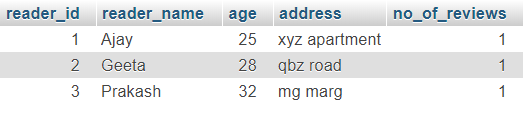 reader_id reader_name age address no_of_reviews
1 Ajay 25 xyz apartment 1
2 Geeta 28 qbz road 1
3 Prakash 32 mg marg 1